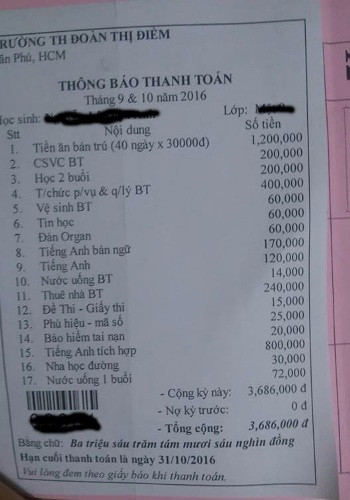 TRƯỜNG TH ĐOÀN THỊ ĐIỂM
ân Phú, HCM
THÔNG BÁO THANH TOÁN
Tháng 9 & 10 năm 2016
Học sinh: Lớp:
Stt Nội dung Số tiền
1. Tiền ăn bán trú (40 ngày x 30000đ) 1,200,000
2. CSVC BT 200,000
3. Học 2 buổi 200,000
4. T/chức p/vụ & q/lý BT 400,000
5. Vệ sinh BT 60,000
6. Tin học 60,000
7. Đàn Organ 60,000
8. Tiếng Anh bản ngữ 170,000
9. Tiếng Anh 120,000
10. Nước uống BT 14,000
11. Thuê nhà BT 240,000
12. Đề Thi - Giấy thi 15,000
13. Phù hiệu - mã số 25,000
14. Bảo hiểm tai nạn 20,000
15. Tiếng Anh tích hợp 800,000
16. Nha học đường 30,000
17. Nước uống 1 buổi 72,000
- Cộng kỳ này: 3,686,000 đ
- Nợ kỳ trước: 0 đ
- Tổng cộng: 3,686,000 đ
Bằng chữ: Ba triệu sáu trăm tám mươi sáu nghìn đồng
Hạn cuối thanh toán là ngày 31/10/2016
Vui lòng đem theo giấy báo khi thanh toán.